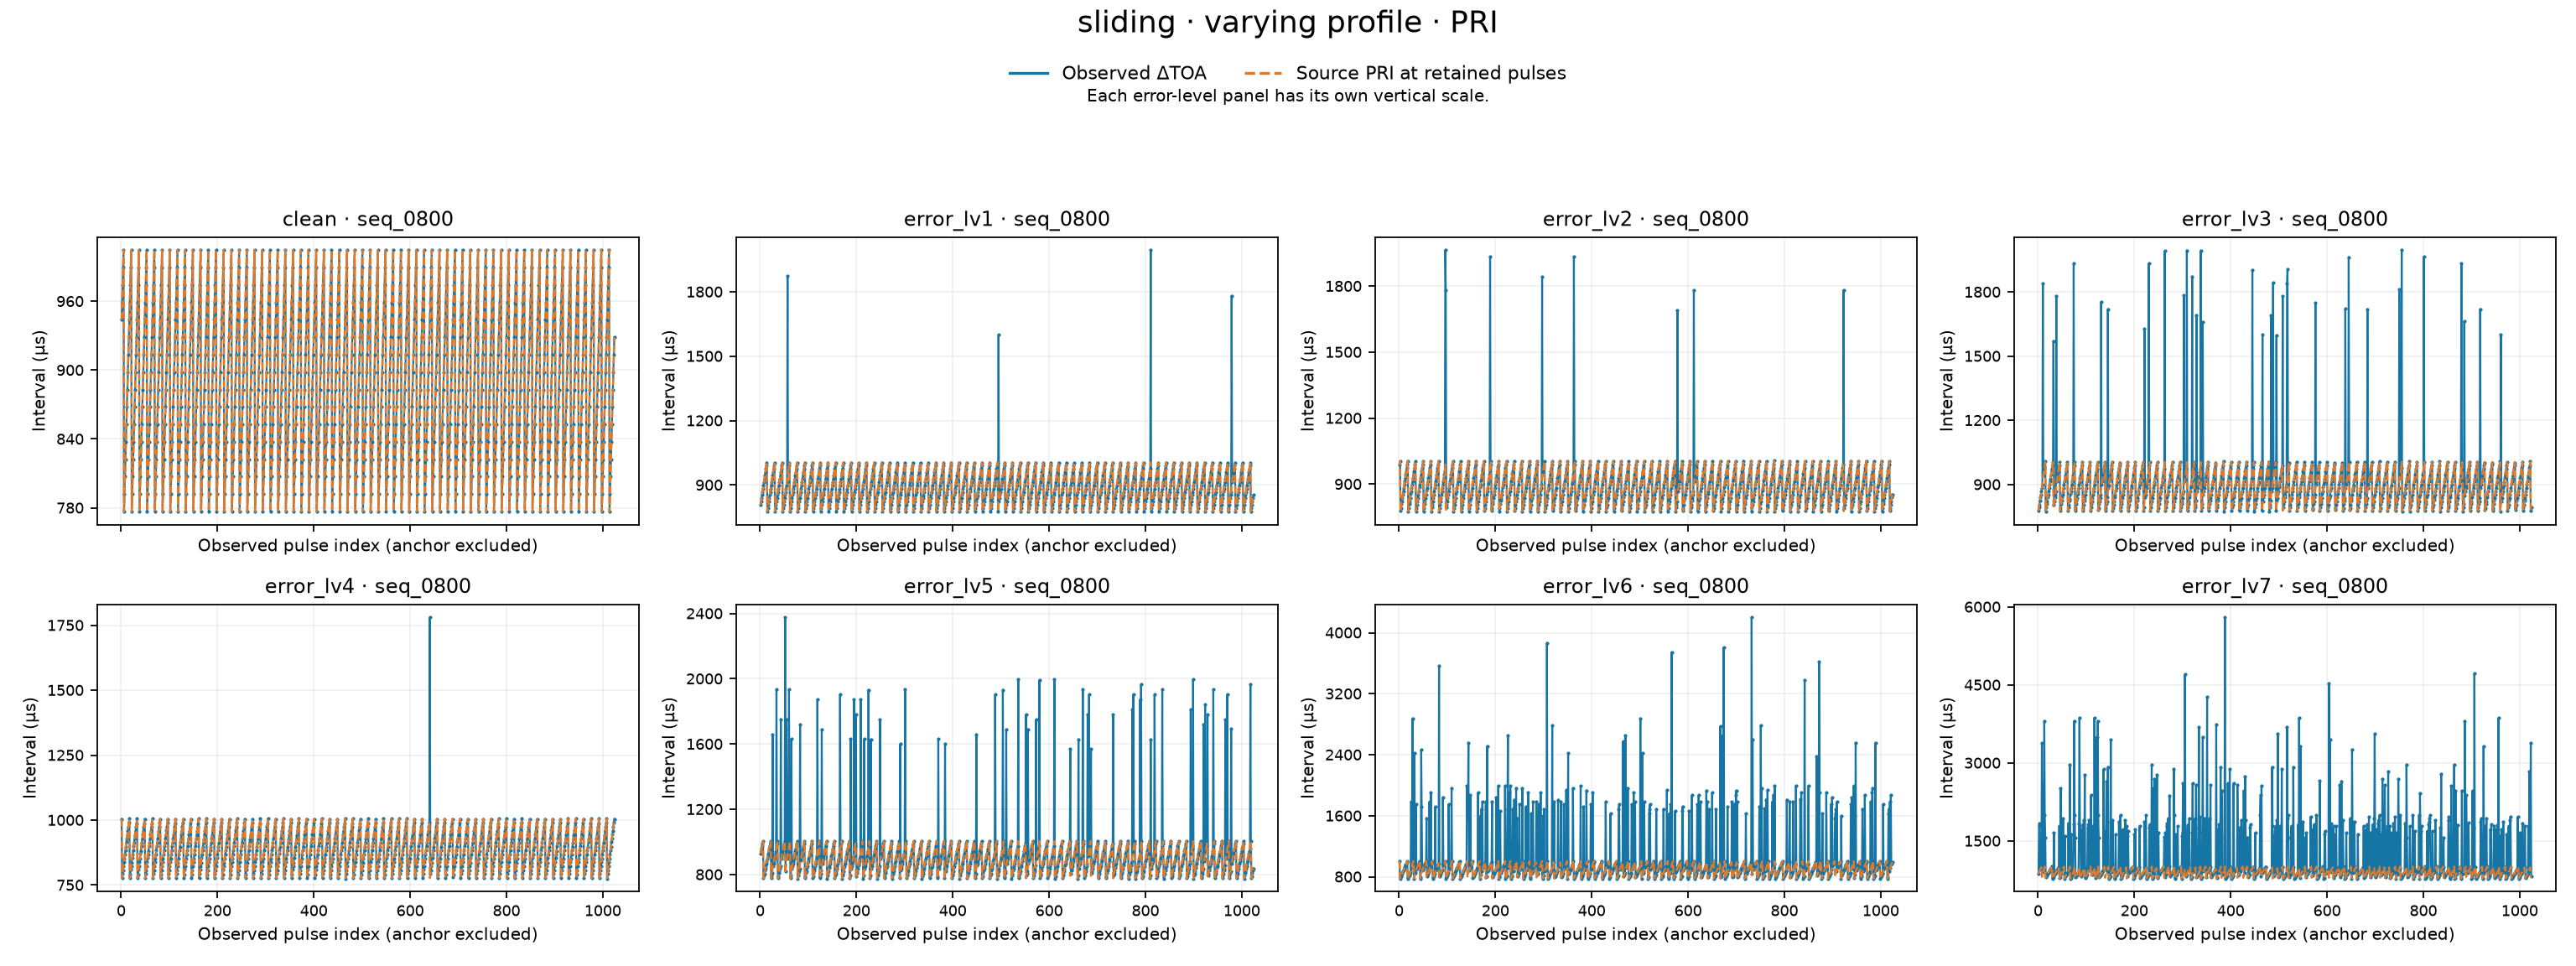 sliding · varying profile · PRI
Observed ΔTOA
Source PRI at retained pulses
Each error-level panel has its own vertical scale.
clean · seq_0800
960
900
840
780
Interval (µs)
Observed pulse index (anchor excluded)
error_lv1 · seq_0800
1800
1500
1200
900
Interval (µs)
Observed pulse index (anchor excluded)
error_lv2 · seq_0800
1800
1500
1200
900
Interval (µs)
Observed pulse index (anchor excluded)
error_lv3 · seq_0800
1800
1500
1200
900
Interval (µs)
Observed pulse index (anchor excluded)
error_lv4 · seq_0800
1750
1500
1250
1000
750
Interval (µs)
0 200 400 600 800 1000
Observed pulse index (anchor excluded)
error_lv5 · seq_0800
2400
2000
1600
1200
800
Interval (µs)
0 200 400 600 800 1000
Observed pulse index (anchor excluded)
error_lv6 · seq_0800
4000
3200
2400
1600
800
Interval (µs)
0 200 400 600 800 1000
Observed pulse index (anchor excluded)
error_lv7 · seq_0800
6000
4500
3000
1500
Interval (µs)
0 200 400 600 800 1000
Observed pulse index (anchor excluded)